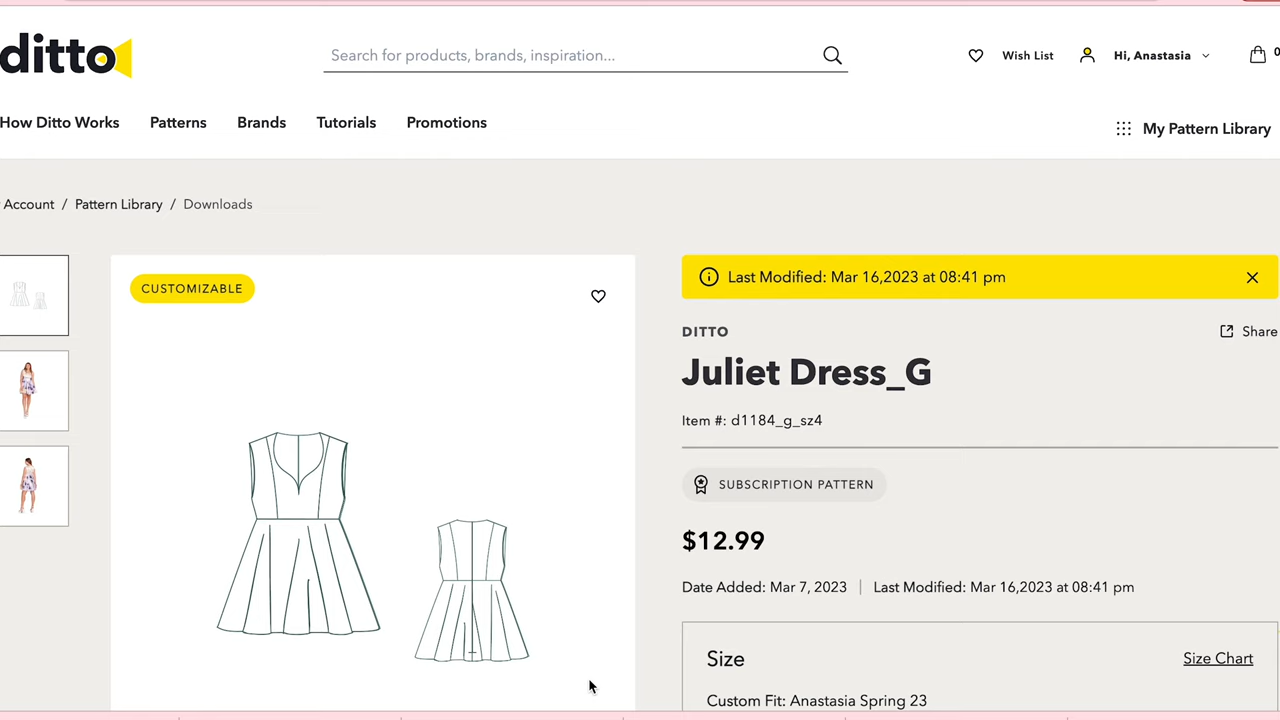 ditto
Search for products, brands, inspiration...
Wish List
Hi, Anastasia
0
How Ditto Works
Patterns
Brands
Tutorials
Promotions
My Pattern Library
Account / Pattern Library / Downloads
CUSTOMIZABLE
Last Modified: Mar 16,2023 at 08:41 pm
DITTO
Share
Juliet Dress_G
Item #: d1184_g_sz4
SUBSCRIPTION PATTERN
$12.99
Date Added: Mar 7, 2023 | Last Modified: Mar 16,2023 at 08:41 pm
Size
Size Chart
Custom Fit: Anastasia Spring 23